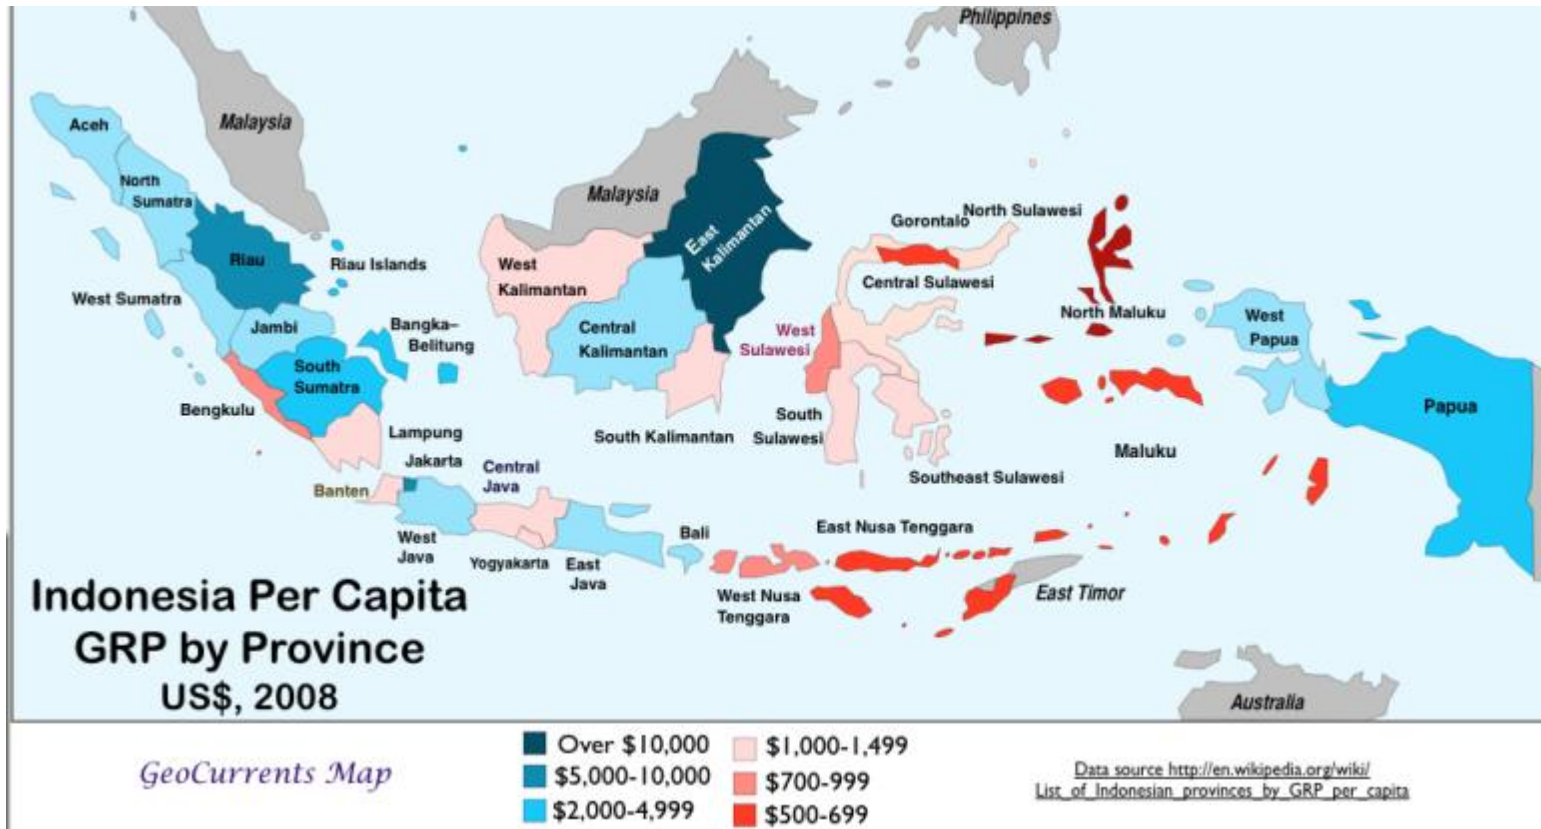 Philippines
Aceh
Malaysia
North
Sumatra
Malaysia
East
Kalimantan
Gorontalo
North Sulawesi
Riau
Riau Islands
West
Kalimantan
Central Sulawesi
West Sumatra
Jambi
Bangka–
Belitung
Central
Kalimantan
West
Sulawesi
North Maluku
West
Papua
South
Sumatra
Bengkulu
Papua
Lampung
South Kalimantan
South
Sulawesi
Maluku
Jakarta
Central
Java
Southeast Sulawesi
Banten
West
Java
Yogyakarta
East
Java
Bali
East Nusa Tenggara
West Nusa
Tenggara
East Timor
Indonesia Per Capita
GRP by Province
US$, 2008
Australia
GeoCurrents Map
Over $10,000
$5,000-10,000
$2,000-4,999
$1,000-1,499
$700-999
$500-699
Data source http://en.wikipedia.org/wiki/
List_of_Indonesian_provinces_by_GRP_per_capita